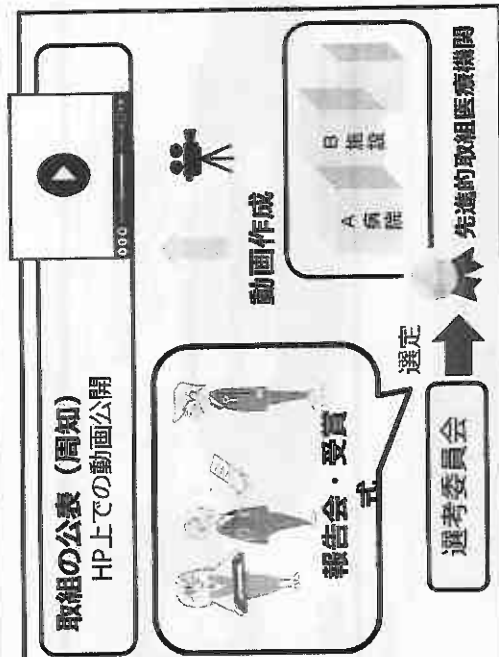 取組の公表（周知）
HP上での動画公開
動画作成
報告会・受賞
式
A
病院
B
施設
選考委員会
選定
先進的取組医療機関